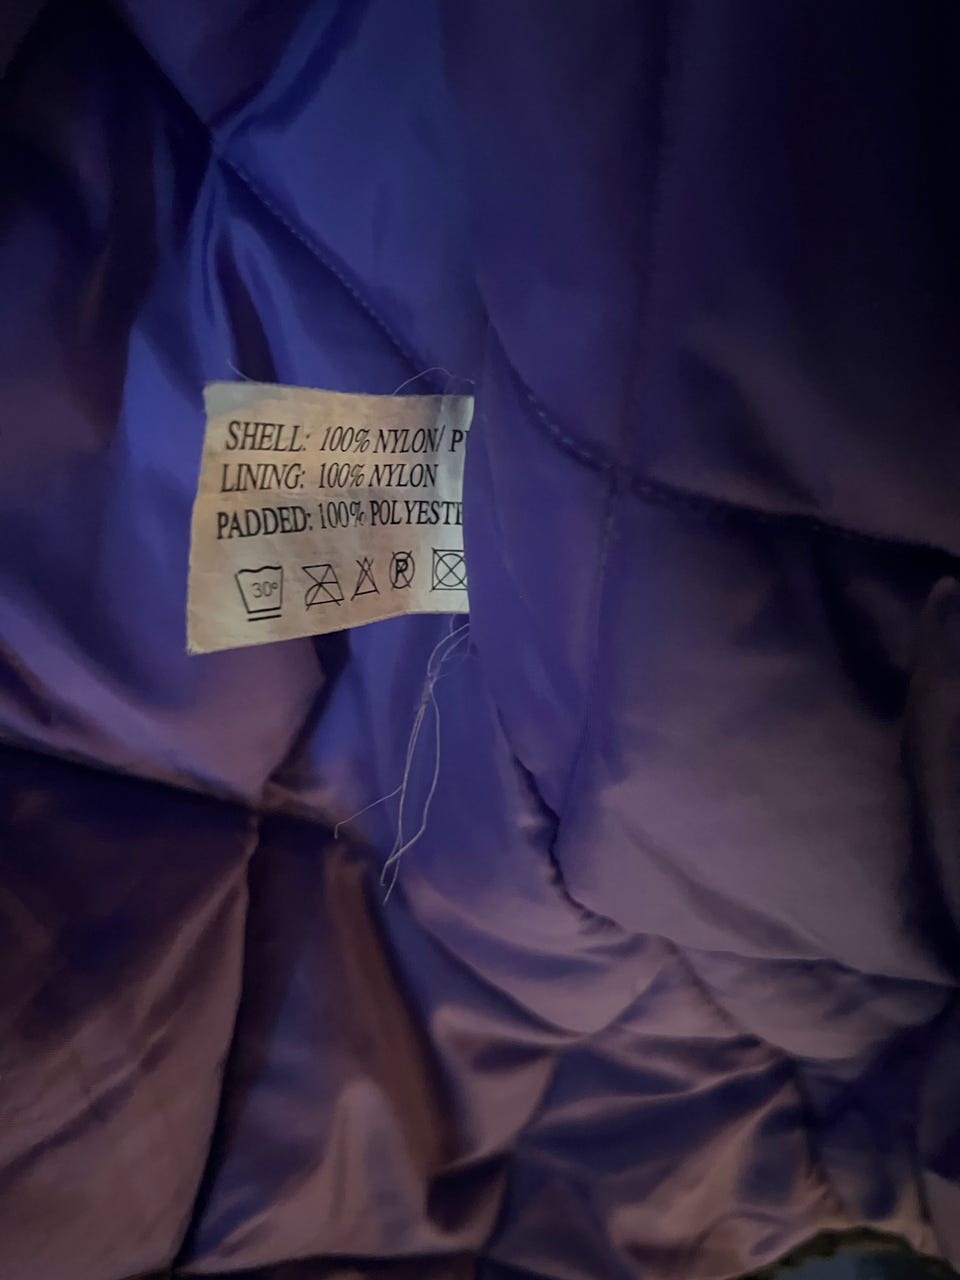 SHELL: 100% NYLON/ P
LINING: 100% NYLON
PADDED: 100% POLYESTE
30°
P